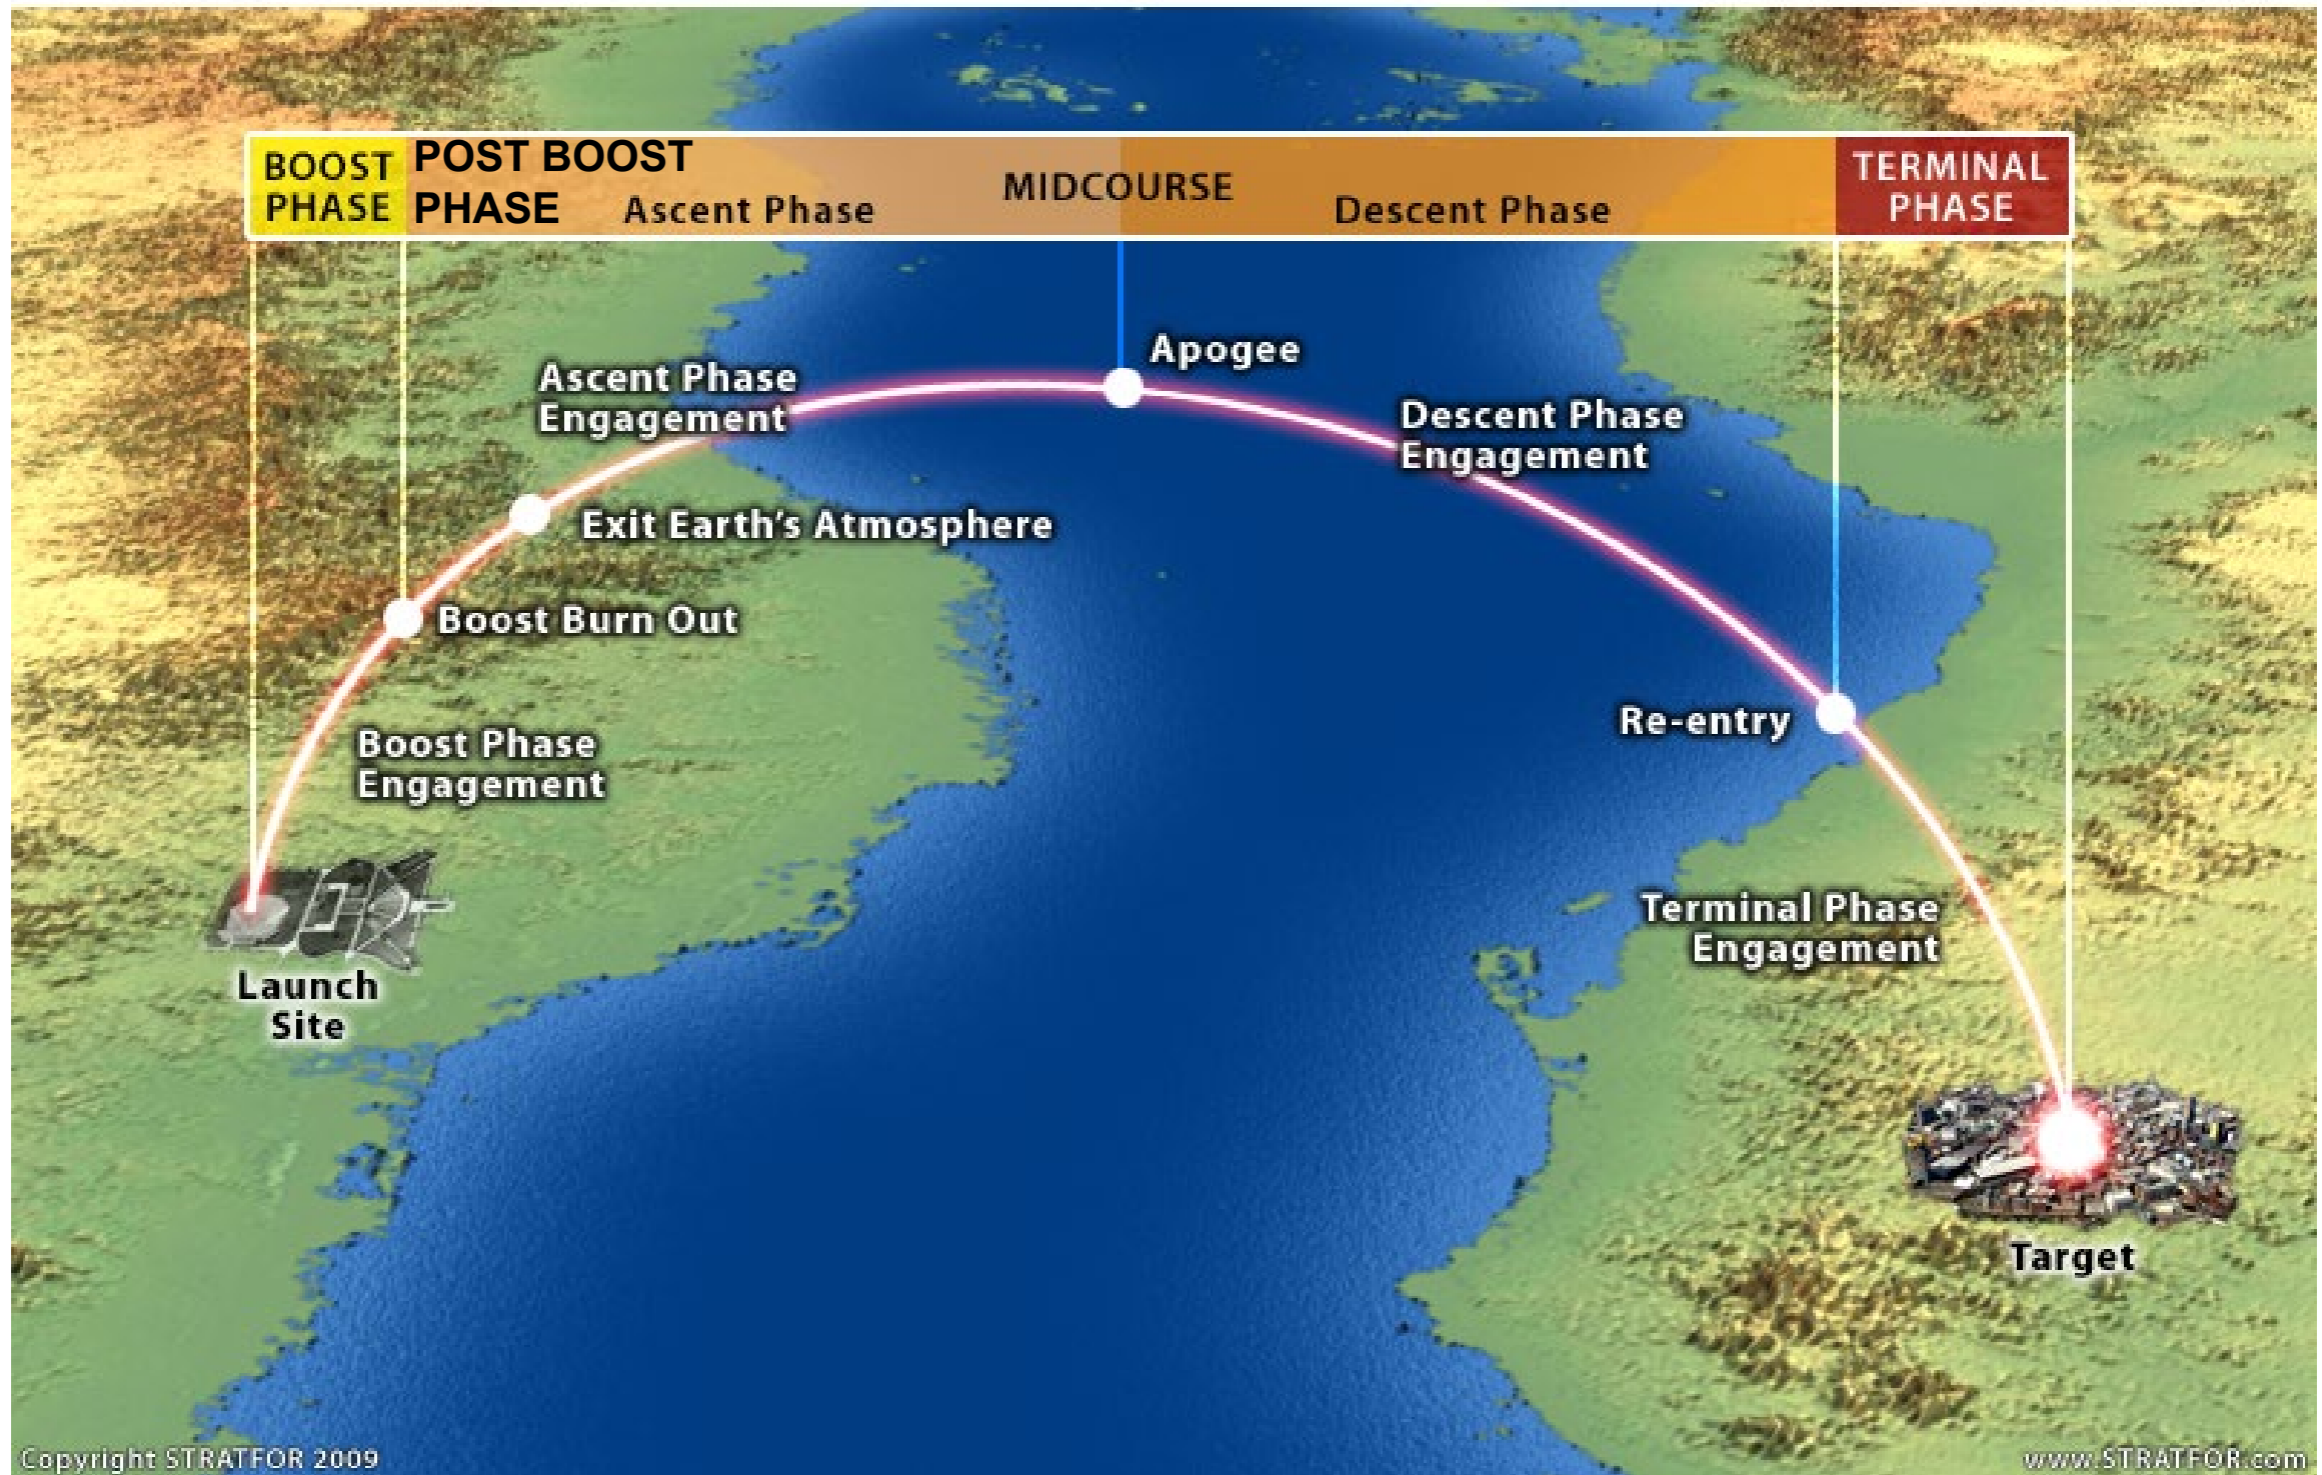 BOOST
PHASE
POST BOOST
PHASE
Ascent Phase
MIDCOURSE
Descent Phase
TERMINAL
PHASE
Apogee
Ascent Phase
Engagement
Descent Phase
Engagement
Exit Earth's Atmosphere
Boost Burn Out
Re-entry
Boost Phase
Engagement
Terminal Phase
Engagement
Launch
Site
Target
Copyright STRATFOR 2009
www.STRATFOR.com